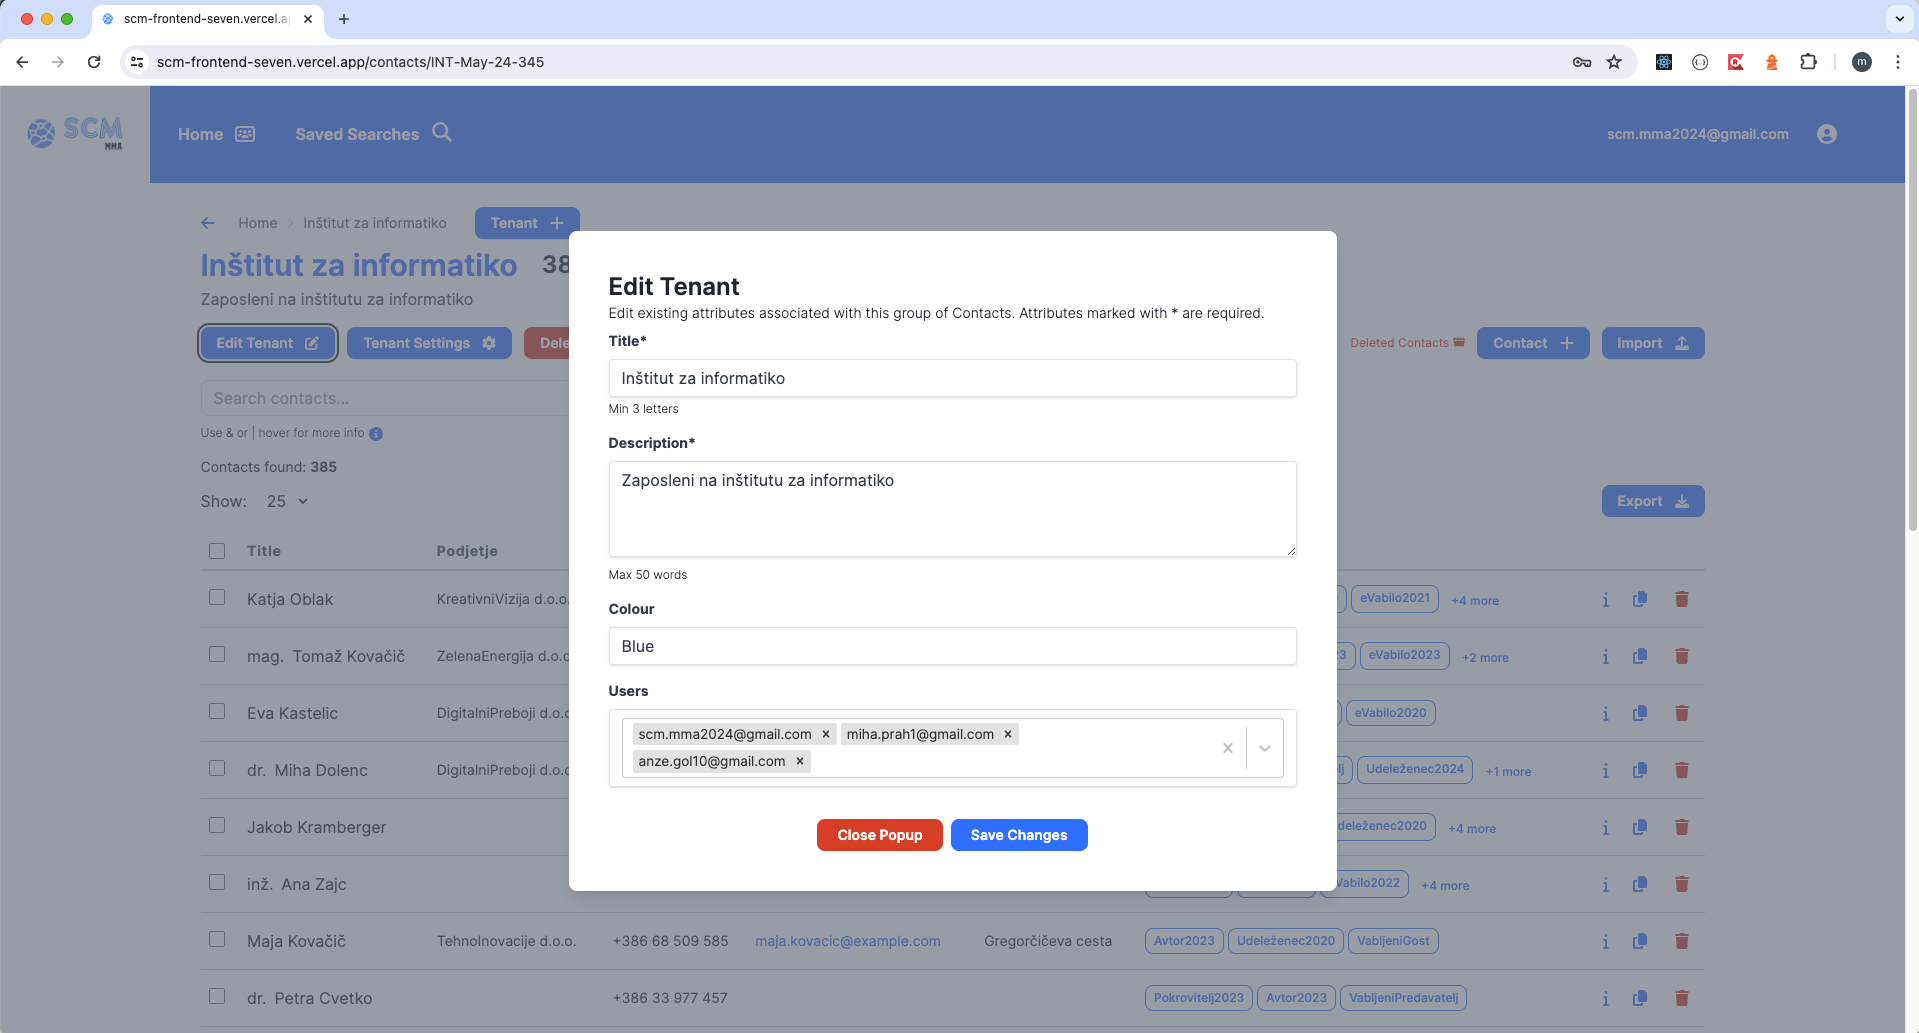 scm-frontend-seven.vercel.a
scm-frontend-seven.vercel.app/contacts/INT-May-24-345
m
SCM
MMA
Home
Saved Searches
scm.mma2024@gmail.com
Home > Inštitut za informatiko
Tenant +
Inštitut za informatiko 38
Zaposleni na inštitutu za informatiko
Edit Tenant
Tenant Settings
Dele
Deleted Contacts
Contact +
Import
Search contacts...
Use & or | hover for more info
Contacts found: 385
Show: 25
Export
Edit Tenant
Edit existing attributes associated with this group of Contacts. Attributes marked with * are required.
Title*
Inštitut za informatiko
Min 3 letters
Description*
Zaposleni na inštitutu za informatiko
Max 50 words
Colour
Blue
Users
scm.mma2024@gmail.com × miha.prah1@gmail.com ×
anze.gol10@gmail.com ×
Close Popup
Save Changes
Title Podjetje
Katja Oblak KreativniVizija d.o.o. eVabilo2021 +4 more
mag. Tomaž Kovačič ZelenaEnergija d.o.o 3 eVabilo2023 +2 more
Eva Kastelic DigitalniPreboji d.o. eVabilo2020
dr. Miha Dolenc DigitalniPreboji d.o. lj Udeleženec2024 +1 more
Jakob Kramberger deleženec2020 +4 more
inž. Ana Zajc Vabilo2022 +4 more
Maja Kovačič TehnoInovacije d.o.o. +386 68 509 585 maja.kovacic@example.com Gregorčičeva cesta Avtor2023 Udeleženec2020 VabljeniGost
dr. Petra Cvetko +386 33 977 457 Pokrovitelj2023 Avtor2023 VabljeniPredavatelj